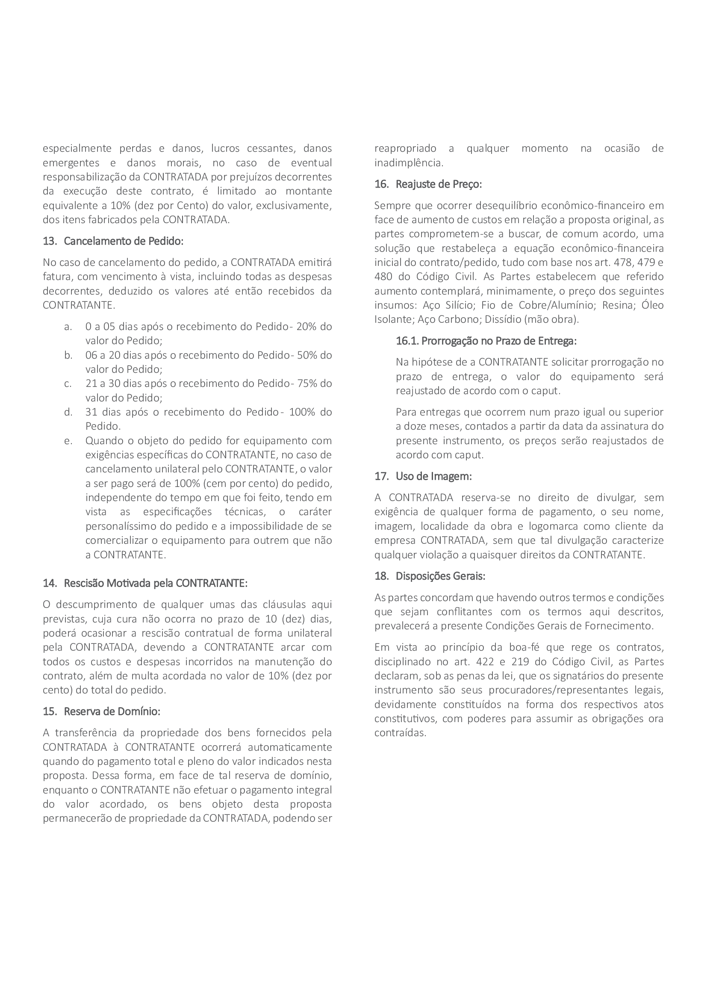 especialmente perdas e danos, lucros cessantes, danos
emergentes e danos morais, no caso de eventual
responsabilização da CONTRATADA por prejuízos decorrentes
da execução deste contrato, é limitado ao montante
equivalente a 10% (dez por Cento) do valor, exclusivamente,
dos itens fabricados pela CONTRATADA.
13. Cancelamento de Pedido:
No caso de cancelamento do pedido, a CONTRATADA emitirá
fatura, com vencimento à vista, incluindo todas as despesas
decorrentes, deduzido os valores até então recebidos da
CONTRATANTE.
a. 0 a 05 dias após o recebimento do Pedido- 20% do
valor do Pedido;
b. 06 a 20 dias após o recebimento do Pedido- 50% do
valor do Pedido;
c. 21 a 30 dias após o recebimento do Pedido- 75% do
valor do Pedido;
d. 31 dias após o recebimento do Pedido- 100% do
Pedido.
e. Quando o objeto do pedido for equipamento com
exigências específicas do CONTRATANTE, no caso de
cancelamento unilateral pelo CONTRATANTE, o valor
a ser pago será de 100% (cem por cento) do pedido,
independente do tempo em que foi feito, tendo em
vista as especificações técnicas, o caráter
personalíssimo do pedido e a impossibilidade de se
comercializar o equipamento para outrem que não
a CONTRATANTE.
14. Rescisão Motivada pela CONTRATANTE:
O descumprimento de qualquer umas das cláusulas aqui
previstas, cuja cura não ocorra no prazo de 10 (dez) dias,
poderá ocasionar a rescisão contratual de forma unilateral
pela CONTRATADA, devendo a CONTRATANTE arcar com
todos os custos e despesas incorridos na manutenção do
contrato, além de multa acordada no valor de 10% (dez por
cento) do total do pedido.
15. Reserva de Domínio:
A transferência da propriedade dos bens fornecidos pela
CONTRATADA à CONTRATANTE ocorrerá automaticamente
quando do pagamento total e pleno do valor indicados nesta
proposta. Dessa forma, em face de tal reserva de domínio,
enquanto o CONTRATANTE não efetuar o pagamento integral
do valor acordado, os bens objeto desta proposta
permanecerão de propriedade da CONTRATADA, podendo ser
reapropriado a qualquer momento na ocasião de
inadimplência.
16. Reajuste de Preço:
Sempre que ocorrer desequilíbrio econômico-financeiro em
face de aumento de custos em relação a proposta original, as
partes comprometem-se a buscar, de comum acordo, uma
solução que restabeleça a equação econômico-financeira
inicial do contrato/pedido, tudo com base nos art. 478, 479 e
480 do Código Civil. As Partes estabelecem que referido
aumento contemplará, minimamente, o preço dos seguintes
insumos: Aço Silício; Fio de Cobre/Alumínio; Resina; Óleo
Isolante; Aço Carbono; Dissídio (mão obra).
16.1. Prorrogação no Prazo de Entrega:
Na hipótese de a CONTRATANTE solicitar prorrogação no
prazo de entrega, o valor do equipamento será
reajustado de acordo com o caput.
Para entregas que ocorrem num prazo igual ou superior
a doze meses, contados a partir da data da assinatura do
presente instrumento, os preços serão reajustados de
acordo com caput.
17. Uso de Imagem:
A CONTRATADA reserva-se no direito de divulgar, sem
exigência de qualquer forma de pagamento, o seu nome,
imagem, localidade da obra e logomarca como cliente da
empresa CONTRATADA, sem que tal divulgação caracterize
qualquer violação a quaisquer direitos da CONTRATANTE.
18. Disposições Gerais:
As partes concordam que havendo outros termos e condições
que sejam conflitantes com os termos aqui descritos,
prevalecerá a presente Condições Gerais de Fornecimento.
Em vista ao princípio da boa-fé que rege os contratos,
disciplinado no art. 422 e 219 do Código Civil, as Partes
declaram, sob as penas da lei, que os signatários do presente
instrumento são seus procuradores/representantes legais,
devidamente constituídos na forma dos respectivos atos
constitutivos, com poderes para assumir as obrigações ora
contraídas.